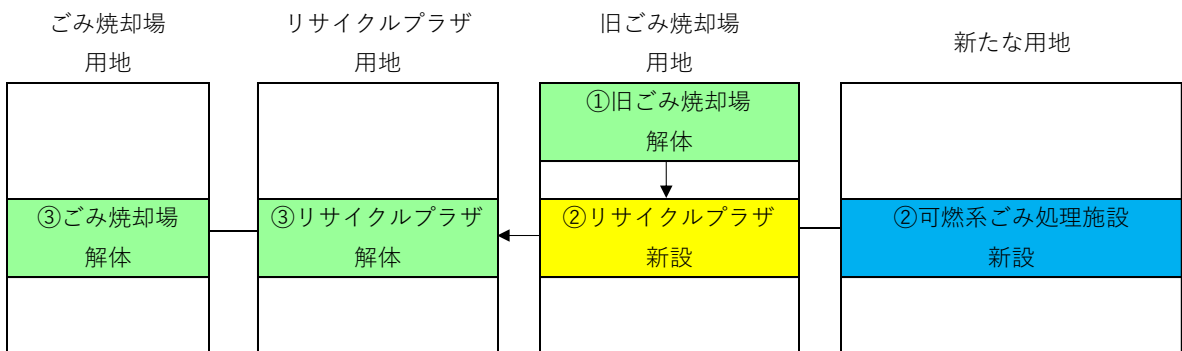 ごみ焼却場
用地
リサイクルプラザ
用地
旧ごみ焼却場
用地
新たな用地
①旧ごみ焼却場
解体
③ごみ焼却場
解体
③リサイクルプラザ
解体
②リサイクルプラザ
新設
②可燃系ごみ処理施設
新設